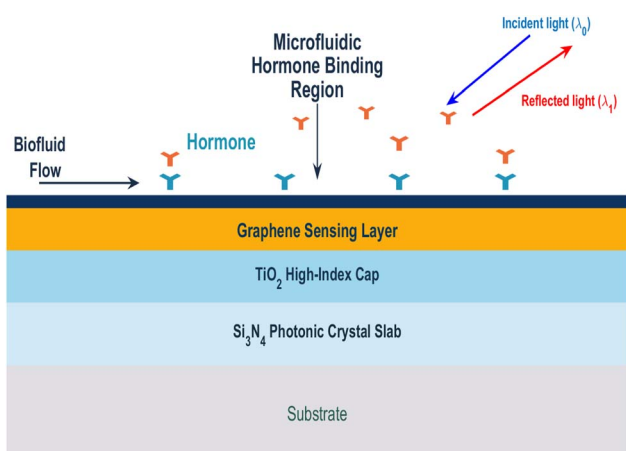 Incident light (λ₀)
Microfluidic
Hormone Binding
Region
Reflected light (λ₁)
Biofluid
Flow
Hormone
Graphene Sensing Layer
TiO₂ High-Index Cap
Si₃N₄ Photonic Crystal Slab
Substrate